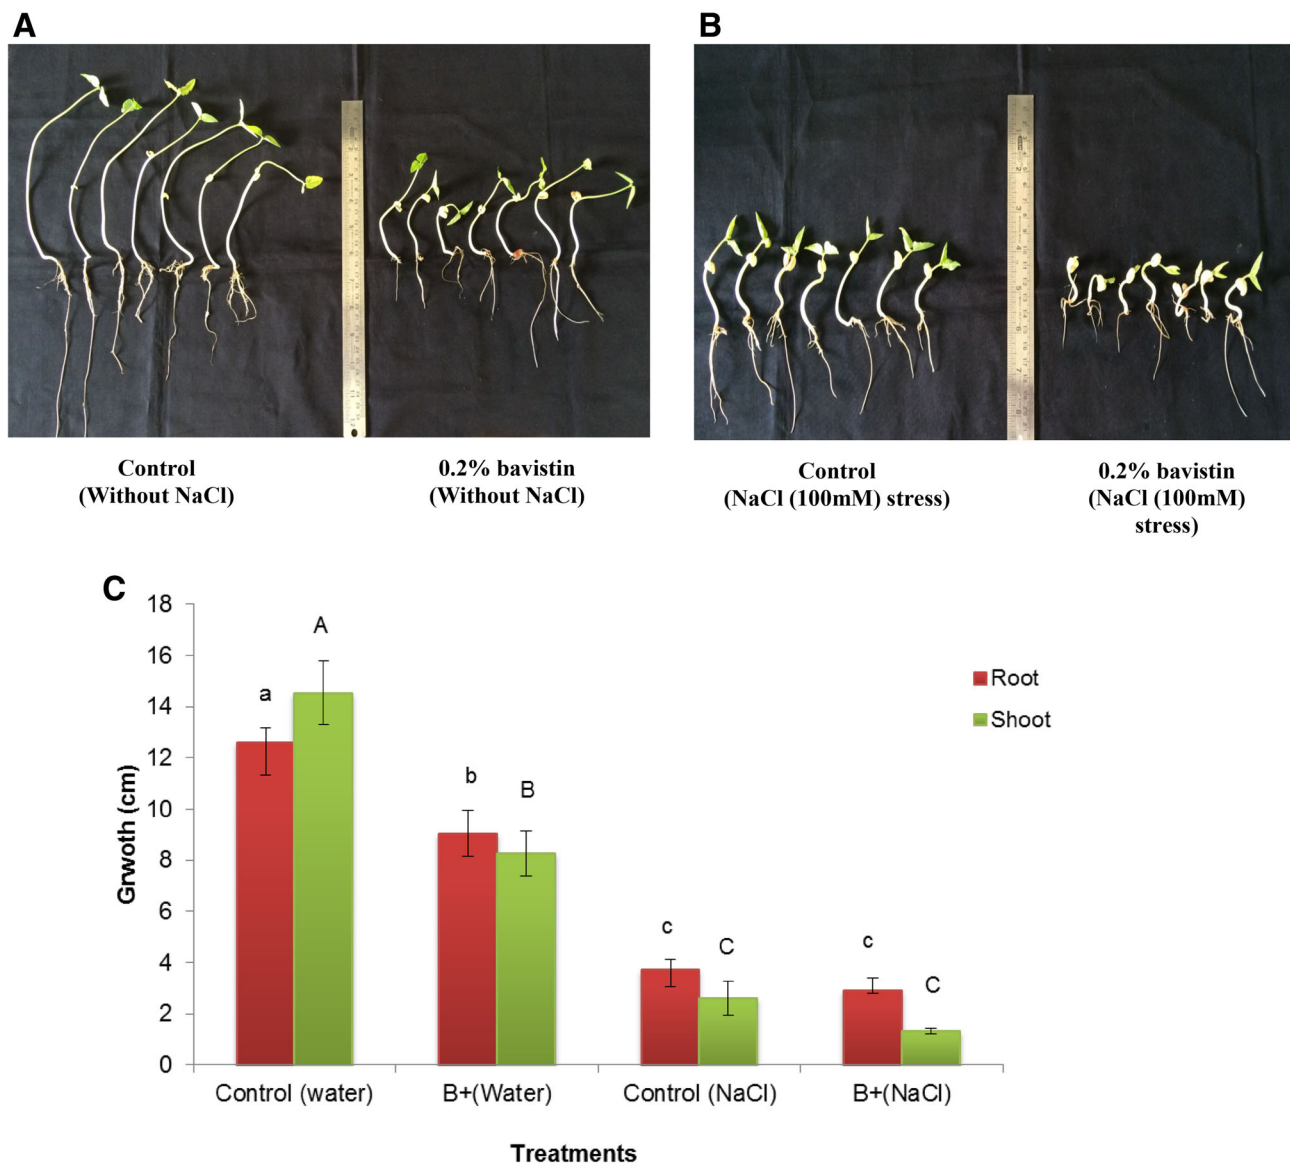 A
B
Control
(Without NaCl)
0.2% bavistin
(Without NaCl)
Control
(NaCl (100mM) stress)
0.2% bavistin
(NaCl (100mM)
stress)
C
18
16
14
12
10
8
6
4
2
0
Grwoth (cm)
a
A
b
B
c
C
c
C
Root
Shoot
Control (water)
B+(Water)
Control (NaCl)
B+(NaCl)
Treatments